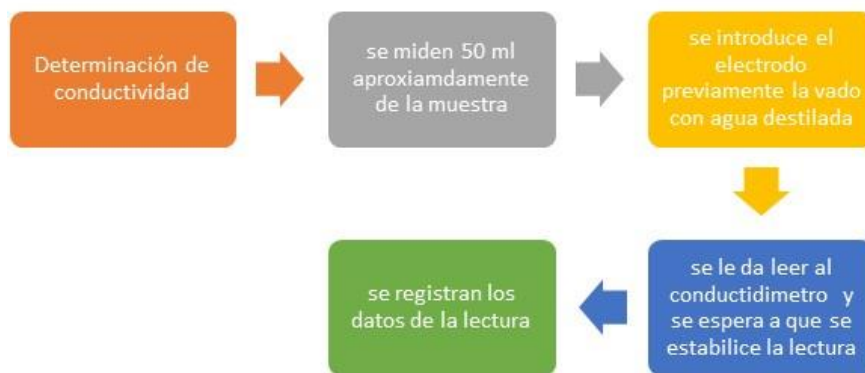 Determinación de
conductividad
se miden 50 ml
aproxiamdamente
de la muestra
se introduce el
electrodo
previamente la vado
con agua destilada
se le da leer al
conductidimetro y
se espera a que se
estabilice la lectura
se registran los
datos de la lectura